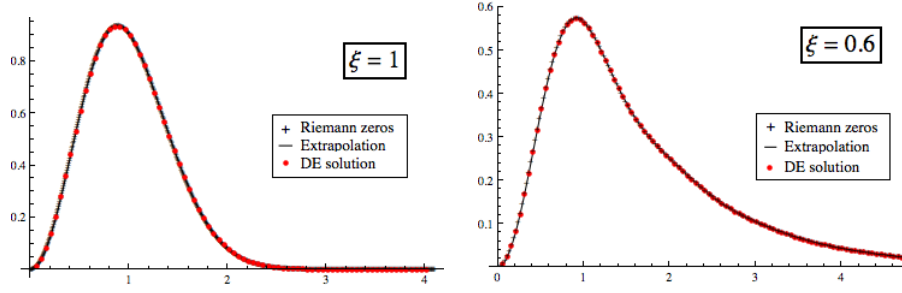 ξ = 1
+ Riemann zeros
— Extrapolation
● DE solution
0.8
0.6
0.4
0.2
0
1
2
3
4
ξ = 0.6
+ Riemann zeros
— Extrapolation
● DE solution
0.6
0.5
0.4
0.3
0.2
0.1
0
1
2
3
4